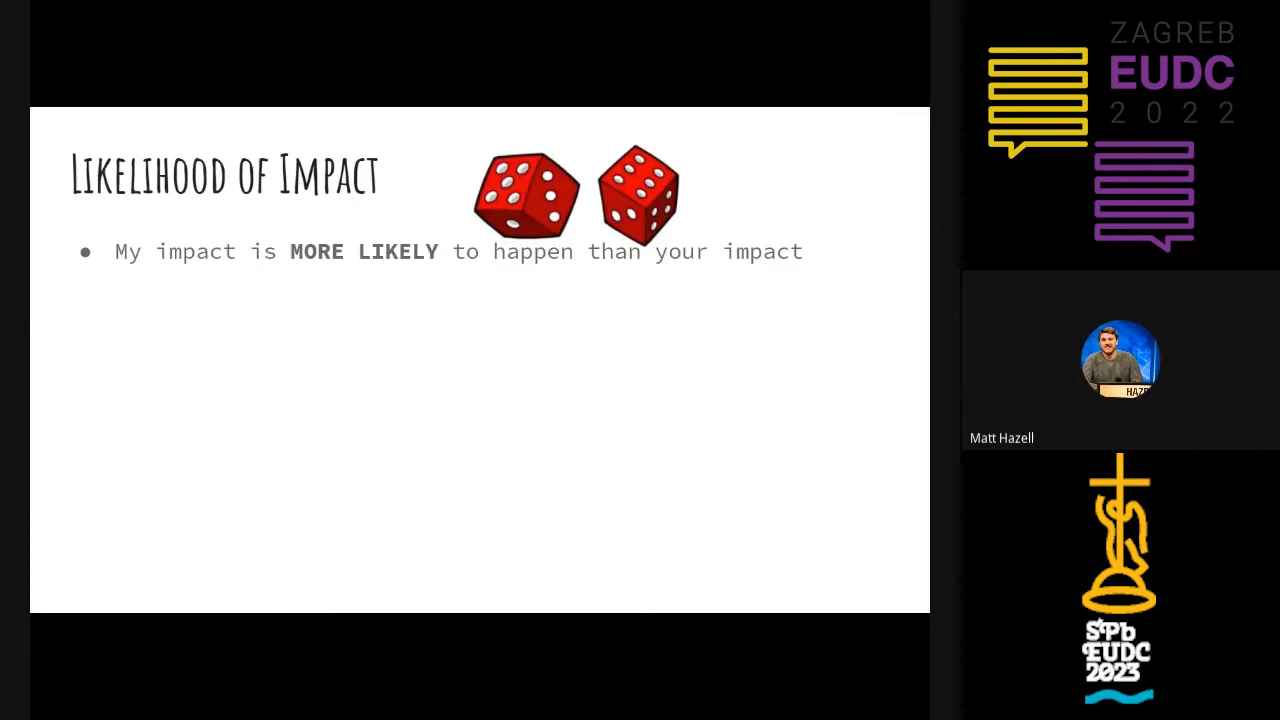 LIKELIHOOD OF IMPACT
● My impact is MORE LIKELY to happen than your impact
ZAGREB
EUDC
2022
HAZE
Matt Hazell
SPb
EUDC
2023